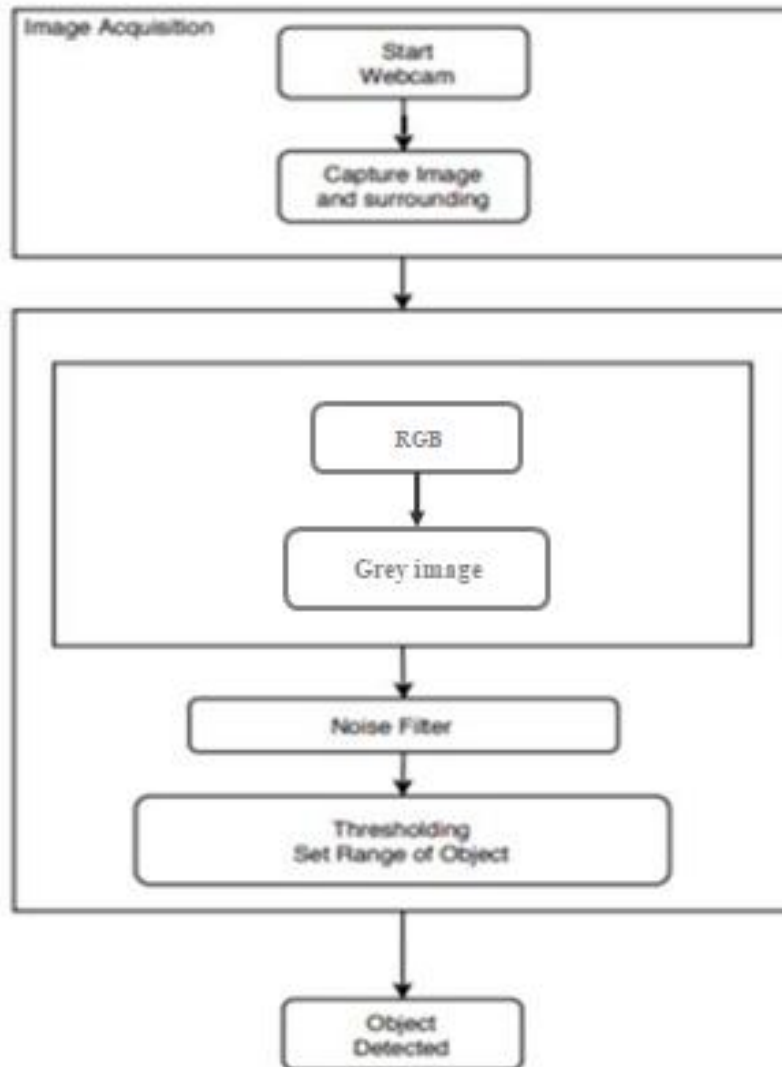 Image Acquisition
Start
Webcam
Capture Image
and surrounding
RGB
Grey image
Noise Filter
Thresholding
Set Range of Object
Object
Detected